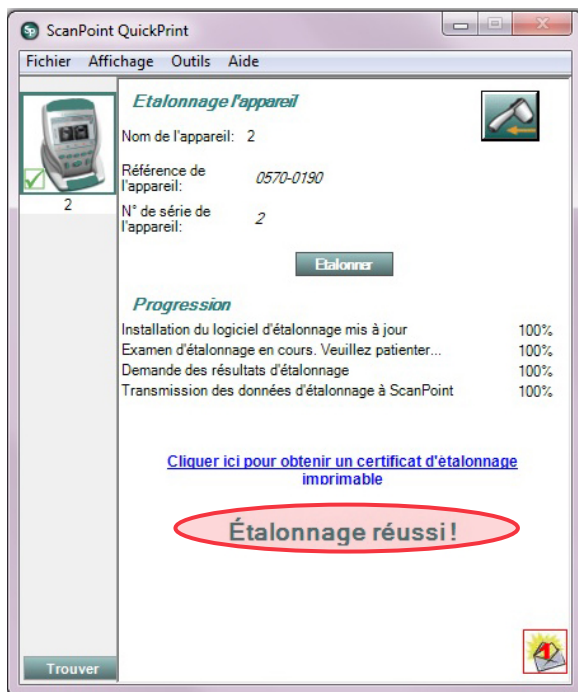 ScanPoint QuickPrint
Fichier Affichage Outils Aide
Etalonnage l'appareil
Nom de l'appareil: 2
Référence de
l'appareil: 0570-0190
2
N° de série de
l'appareil: 2
Etalonner
Progression
Installation du logiciel d'étalonnage mis à jour 100%
Examen d'étalonnage en cours. Veuillez patienter... 100%
Demande des résultats d'étalonnage 100%
Transmission des données d'étalonnage à ScanPoint 100%
Cliquer ici pour obtenir un certificat d'ètalonnage
imprimable
Étalonnage réussi!
Trouver